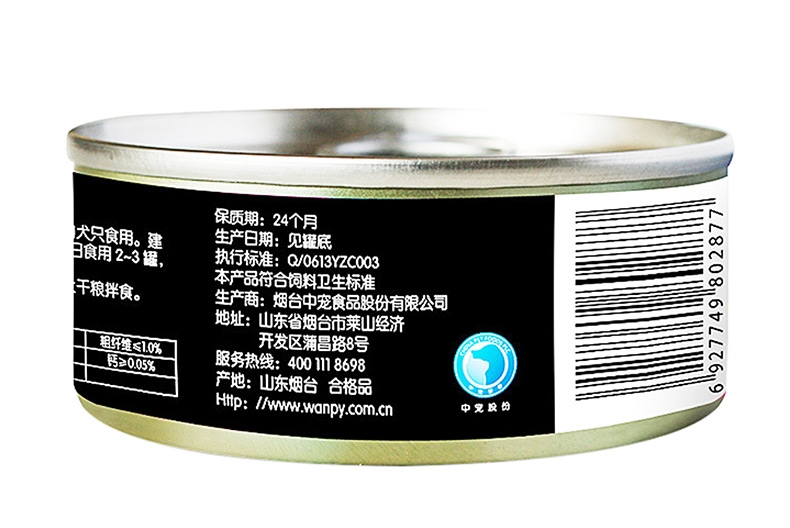 犬只食用。建
日食用 2~3 罐，
干粮拌食。
粗纤维≤1.0%
钙≥0.05%
保质期：24个月
生产日期：见罐底
执行标准：Q/0613YZC003
本产品符合饲料卫生标准
生产商：烟台中宠食品股份有限公司
地址：山东省烟台市莱山经济
开发区蒲昌路8号
服务热线：400 111 8698
产地：山东烟台 合格品
Http：//www.wanpy.com.cn
中宠股份
6 927749 802877